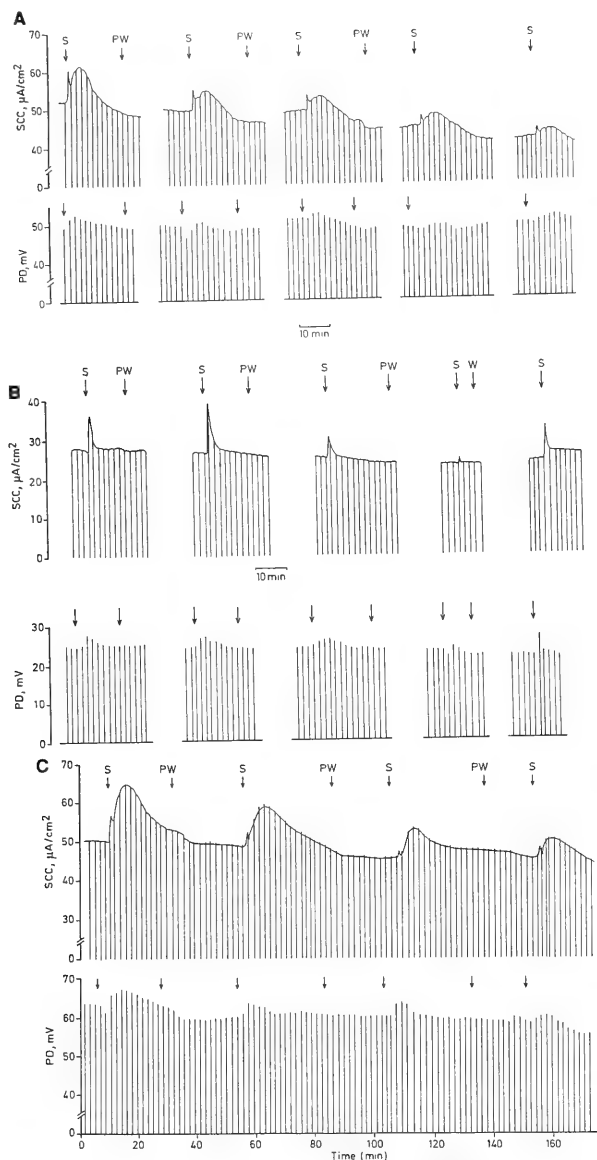 A
S PW S PW S PW S S
SCC, µA/cm²
70
60
50
40
0
PD, mV
50
40
0
10 min
B
S PW S PW S PW S W S
SCC, µA/cm²
40
30
20
10
0
10 min
PD, mV
30
20
10
0
C
S PW S PW S PW S
SCC, µA/cm²
70
60
50
40
30
0
PD, mV
70
60
50
40
0
0 20 40 60 80 100 120 140 160
Time (min)